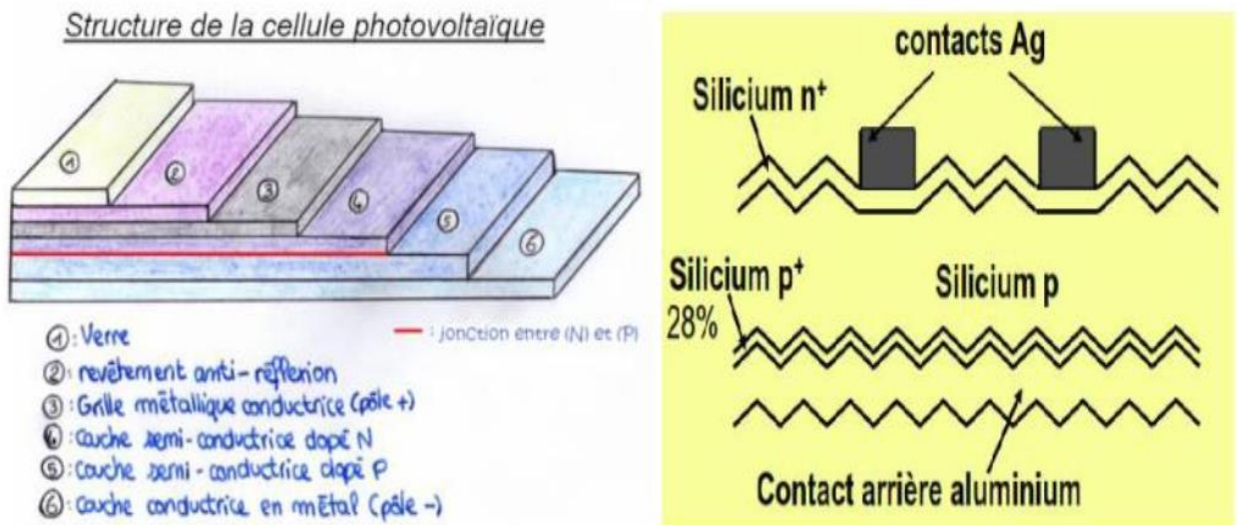 Structure de la cellule photovoltaïque
1
2
3
4
5
6
1 : Verre
— : jonction entre (N) et (P)
2 : revêtement anti-réflexion
3 : Grille métallique conductrice (pôle +)
4 : couche semi-conductrice dopé N
5 : couche semi-conductrice dopé P
6 : couche conductrice en métal (pôle -)
contacts Ag
Silicium n⁺
Silicium p⁺
28%
Silicium p
Contact arrière aluminium